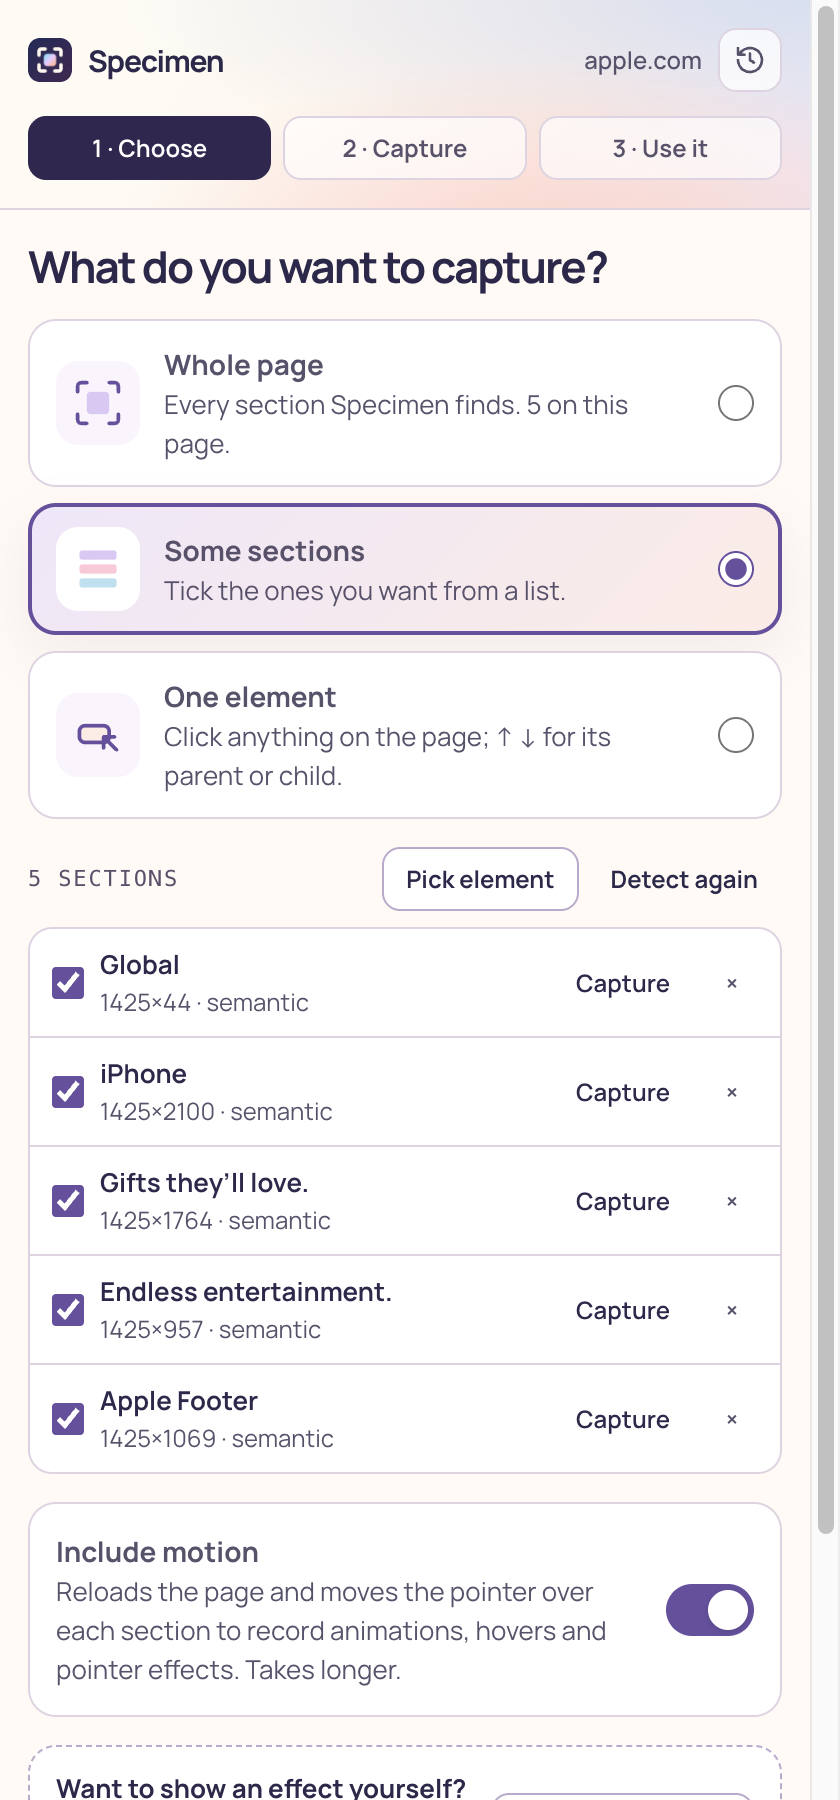 Specimen
apple.com
1 · Choose
2 · Capture
3 · Use it
What do you want to capture?
Whole page
Every section Specimen finds. 5 on this
page.
Some sections
Tick the ones you want from a list.
One element
Click anything on the page; ↑ ↓ for its
parent or child.
5 SECTIONS
Pick element
Detect again
Global
1425×44 · semantic
Capture
×
iPhone
1425×2100 · semantic
Capture
×
Gifts they’ll love.
1425×1764 · semantic
Capture
×
Endless entertainment.
1425×957 · semantic
Capture
×
Apple Footer
1425×1069 · semantic
Capture
×
Include motion
Reloads the page and moves the pointer over
each section to record animations, hovers and
pointer effects. Takes longer.
Want to show an effect yourself?